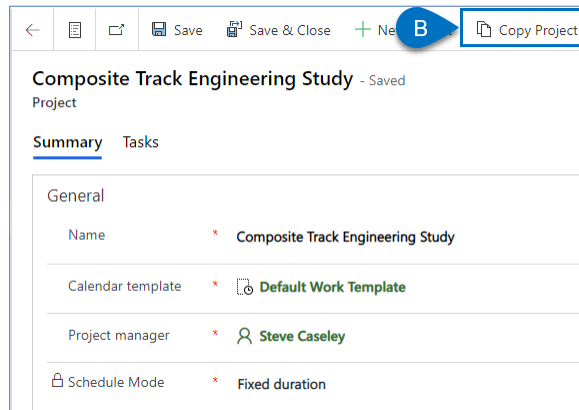 Save Save & Close Ne B Copy Project
Composite Track Engineering Study - Saved
Project
Summary Tasks
General
Name * Composite Track Engineering Study
Calendar template * Default Work Template
Project manager * Steve Caseley
Schedule Mode * Fixed duration